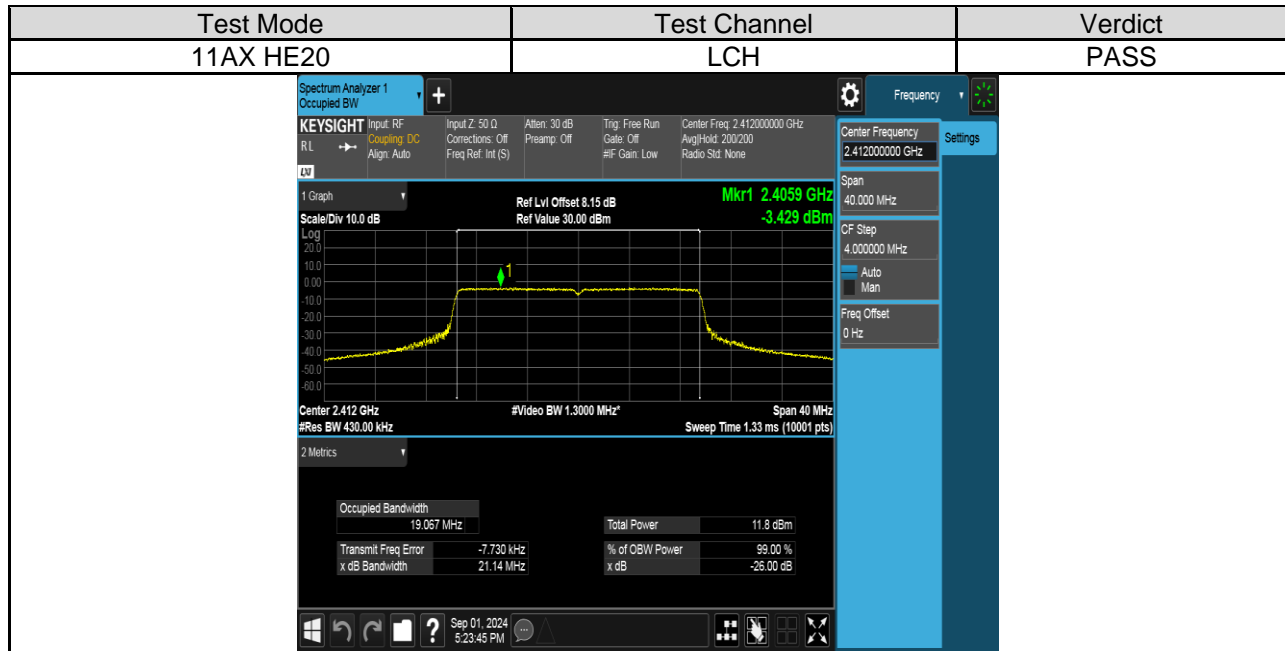 Test Mode Test Channel Verdict
11AX HE20 LCH PASS
Spectrum Analyzer 1
Occupied BW
+
Frequency
KEYSIGHT Input: RF Input Z: 50 Ω Atten: 30 dB Trig: Free Run Center Freq: 2.412000000 GHz
RL Coupling: DC Corrections: Off Preamp: Off Gate: Off Avg|Hold: 200/200
Align: Auto Freq Ref: Int (S) #IF Gain: Low Radio Std: None
LXI
Center Frequency
2.412000000 GHz
Settings
Span
40.000 MHz
CF Step
4.000000 MHz
Auto
Man
Freq Offset
0 Hz
1 Graph Ref Lvl Offset 8.15 dB Mkr1 2.4059 GHz
Scale/Div 10.0 dB Ref Value 30.00 dBm -3.429 dBm
Log
20.0
10.0
1
0.00
-10.0
-20.0
-30.0
-40.0
-50.0
-60.0
Center 2.412 GHz #Video BW 1.3000 MHz* Span 40 MHz
#Res BW 430.00 kHz Sweep Time 1.33 ms (10001 pts)
2 Metrics
Occupied Bandwidth
19.067 MHz Total Power 11.8 dBm
Transmit Freq Error -7.730 kHz % of OBW Power 99.00 %
x dB Bandwidth 21.14 MHz x dB -26.00 dB
? Sep 01, 2024
5:23:45 PM